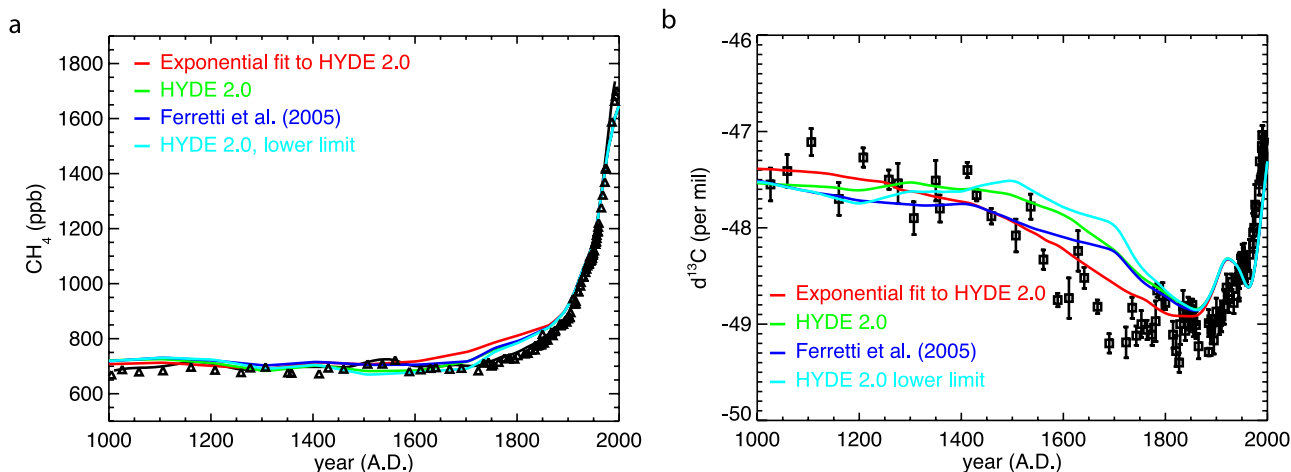 a
1800
1600
1400
1200
1000
800
600
CH4 (ppb)
Exponential fit to HYDE 2.0
HYDE 2.0
Ferretti et al. (2005)
HYDE 2.0, lower limit
1000 1200 1400 1600 1800 2000
year (A.D.)
b
-46
-47
-48
-49
-50
d13C (per mil)
Exponential fit to HYDE 2.0
HYDE 2.0
Ferretti et al. (2005)
HYDE 2.0 lower limit
1000 1200 1400 1600 1800 2000
year (A.D.)